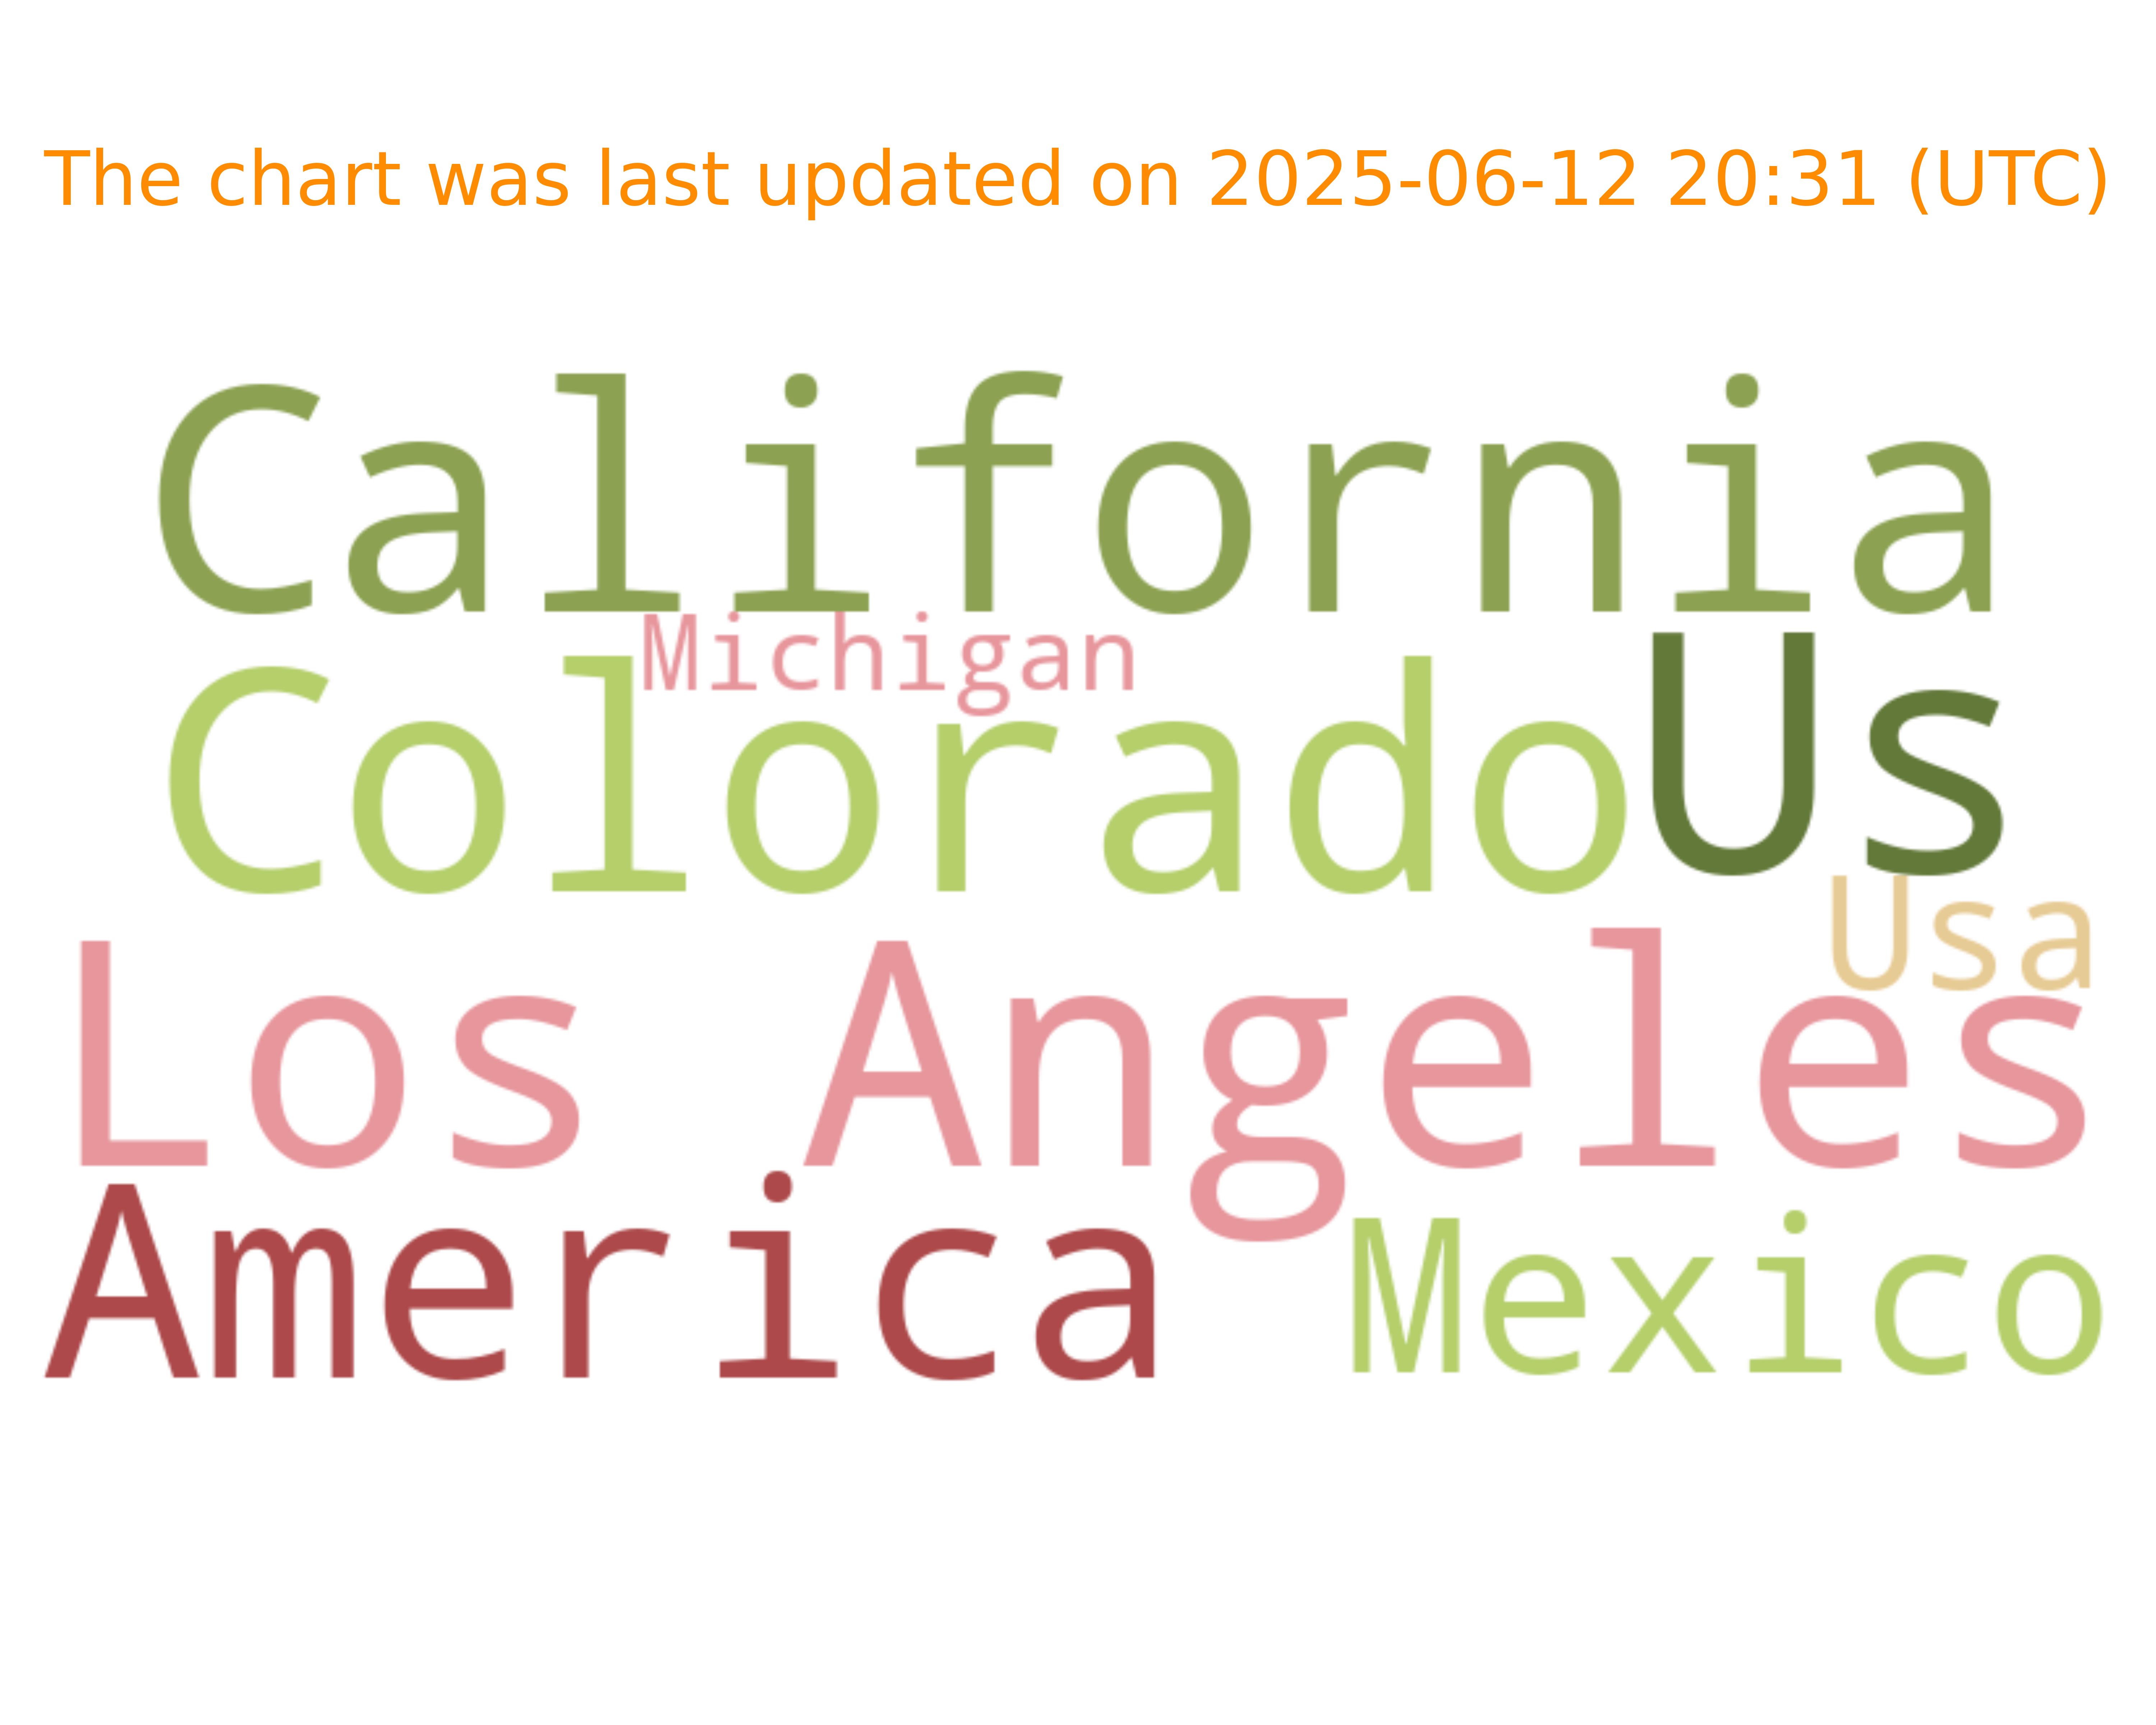 The chart was last updated on 2025-06-12 20:31 (UTC)
California
Michigan
Colorado
Us
Usa
Los Angeles
America
Mexico